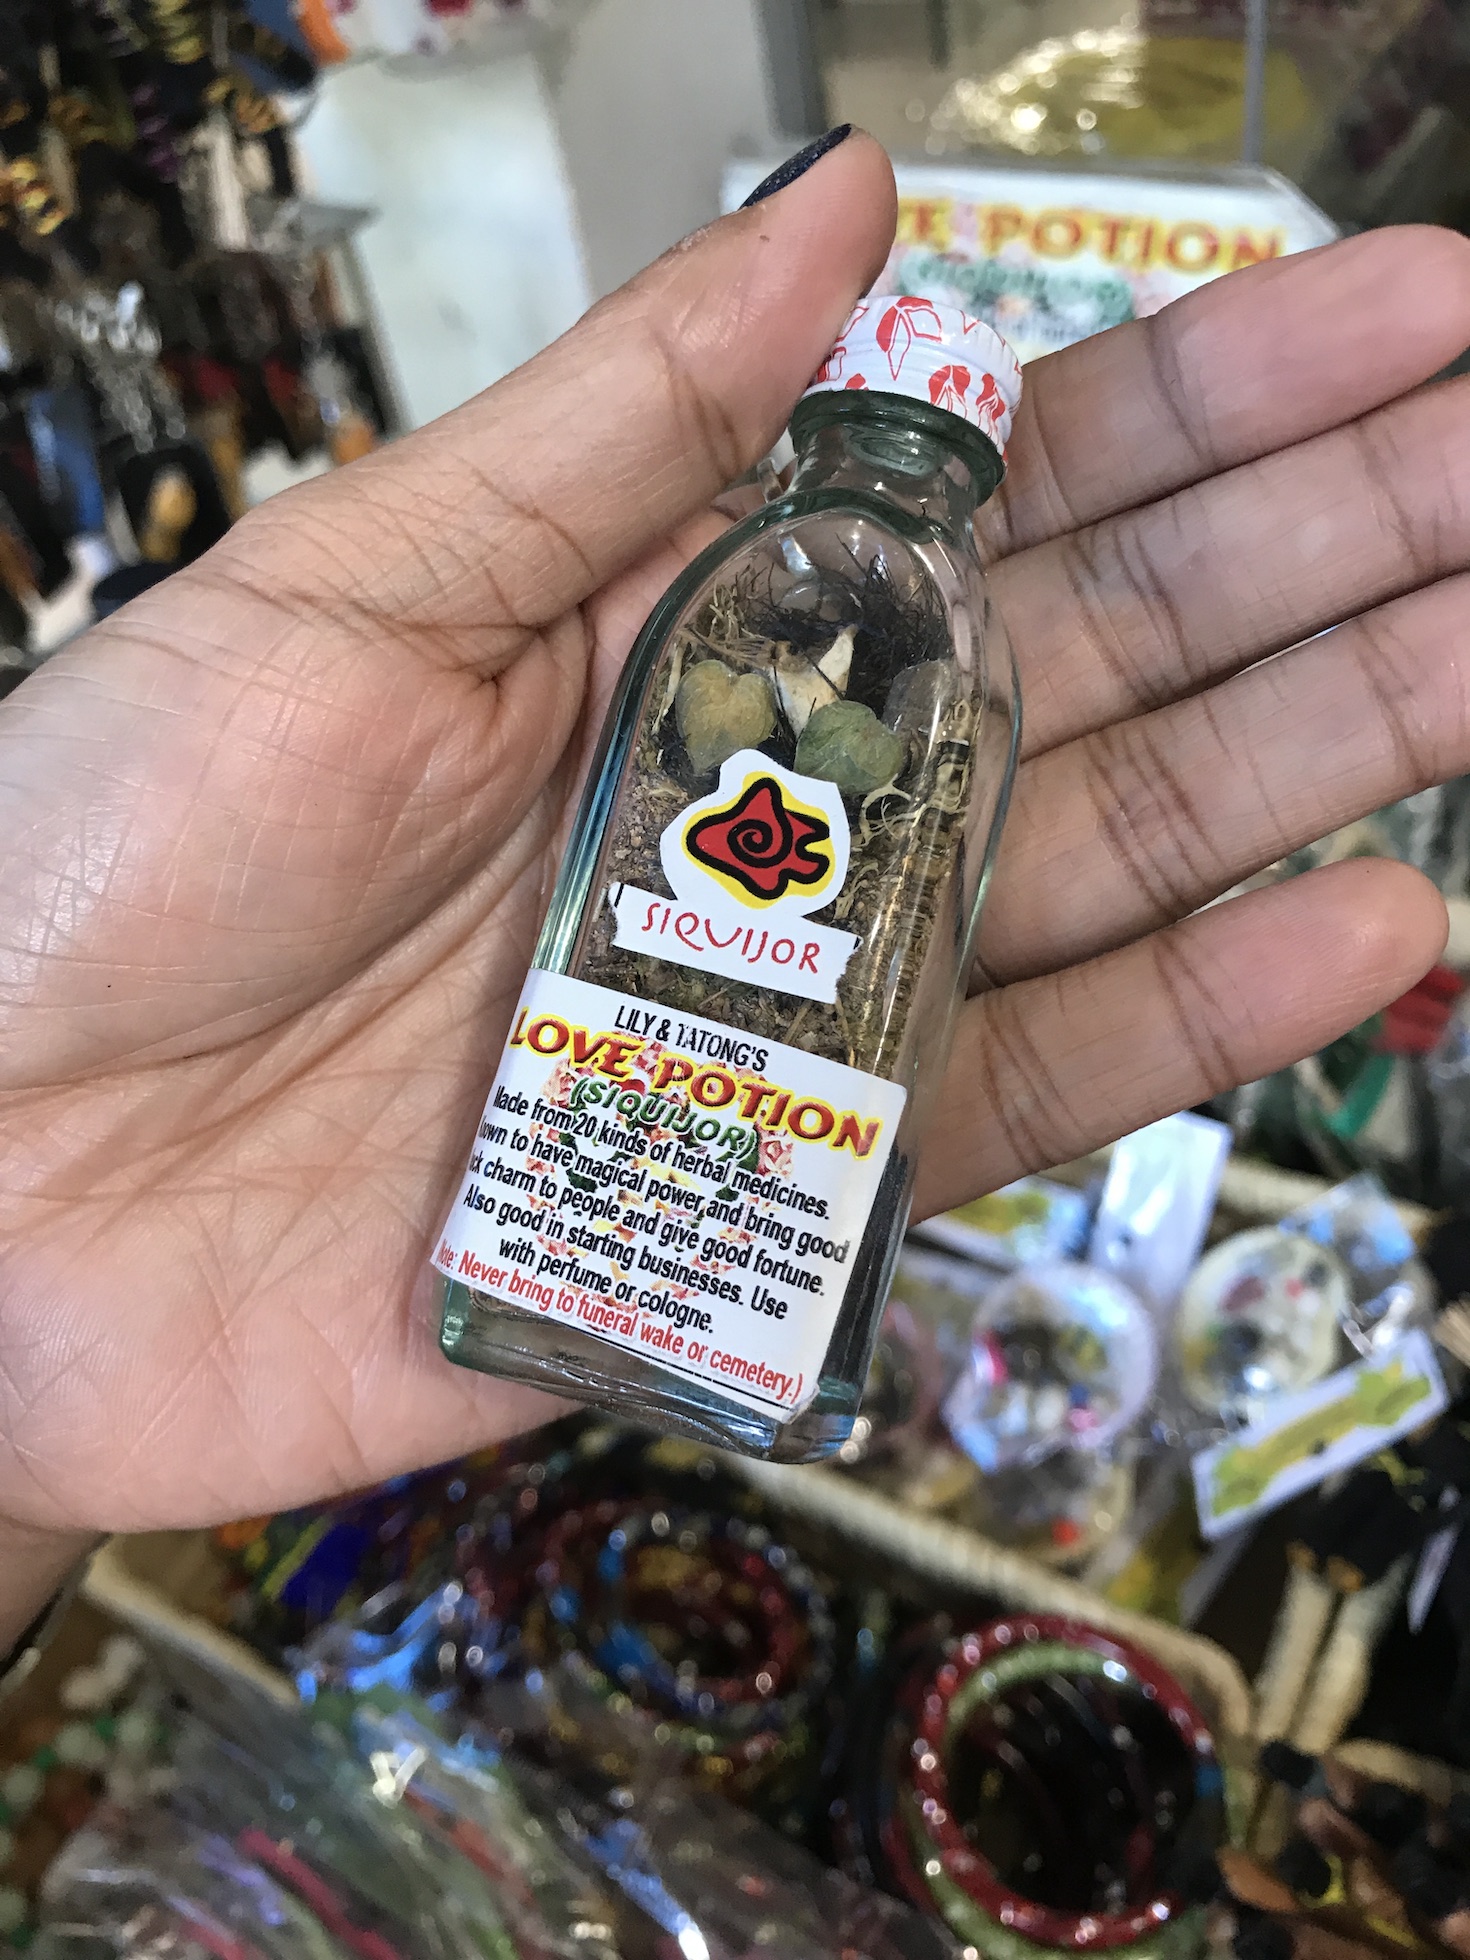 POTION
SIQUIJOR
LILY & TATONG'S
LOVE POTION
(SIQUIJOR)
Made from 20 kinds of herbal medicines.
to have magical power and bring good
charm to people and give good fortune.
Also good in starting businesses. Use
with perfume or cologne.
Note: Never bring to funeral wake or cemetery.)